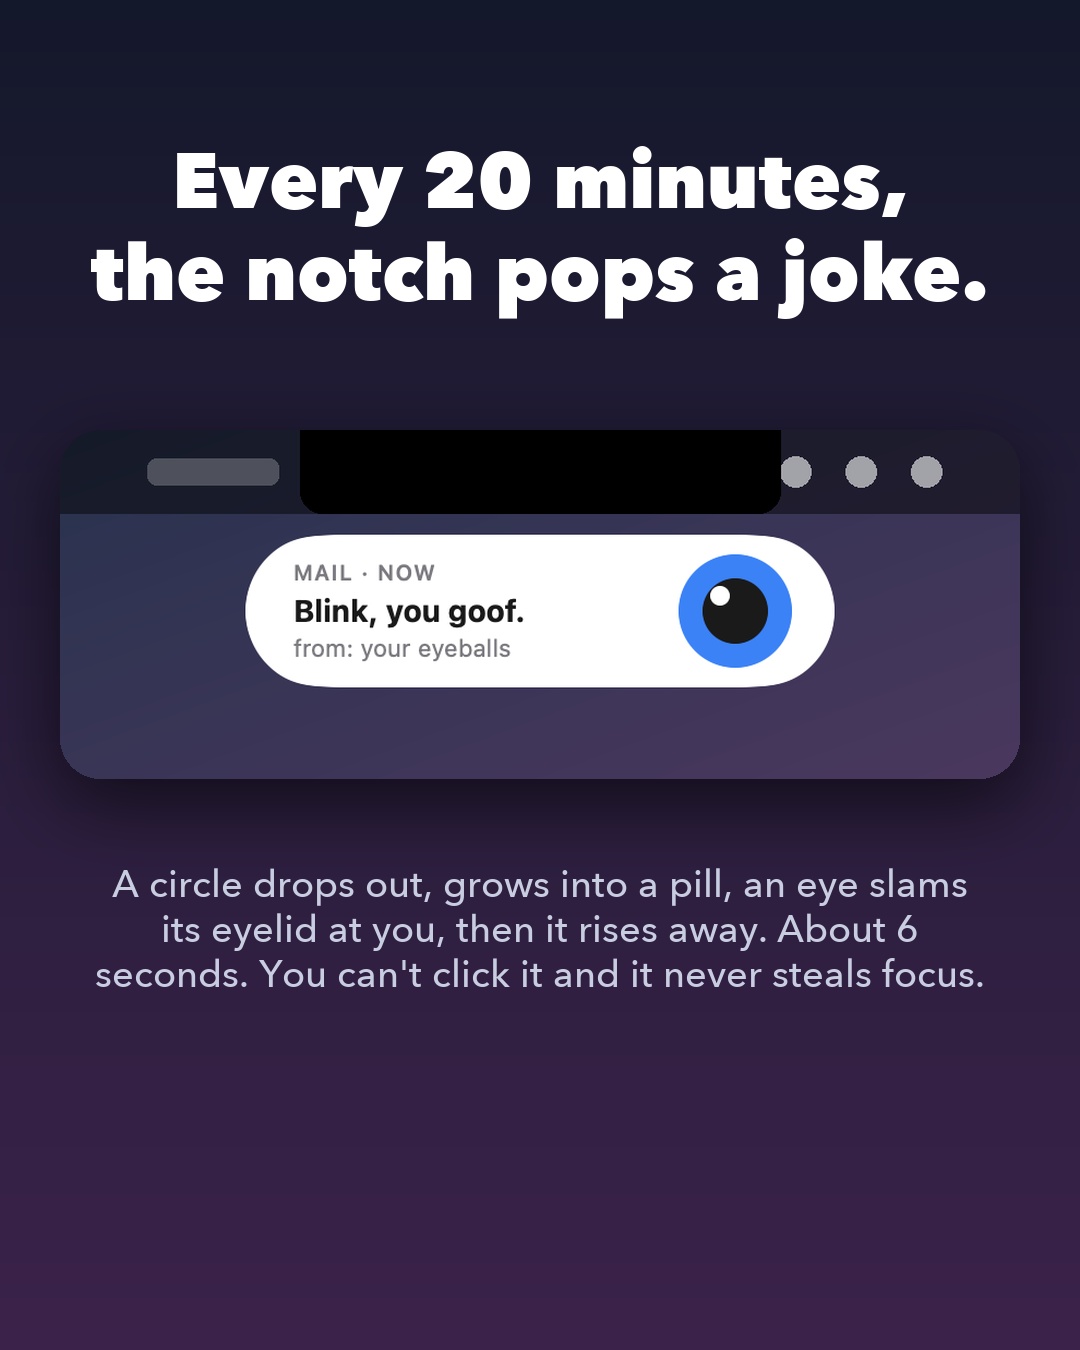 Every 20 minutes,
the notch pops a joke.
MAIL · NOW
Blink, you goof.
from: your eyeballs
A circle drops out, grows into a pill, an eye slams
its eyelid at you, then it rises away. About 6
seconds. You can't click it and it never steals focus.